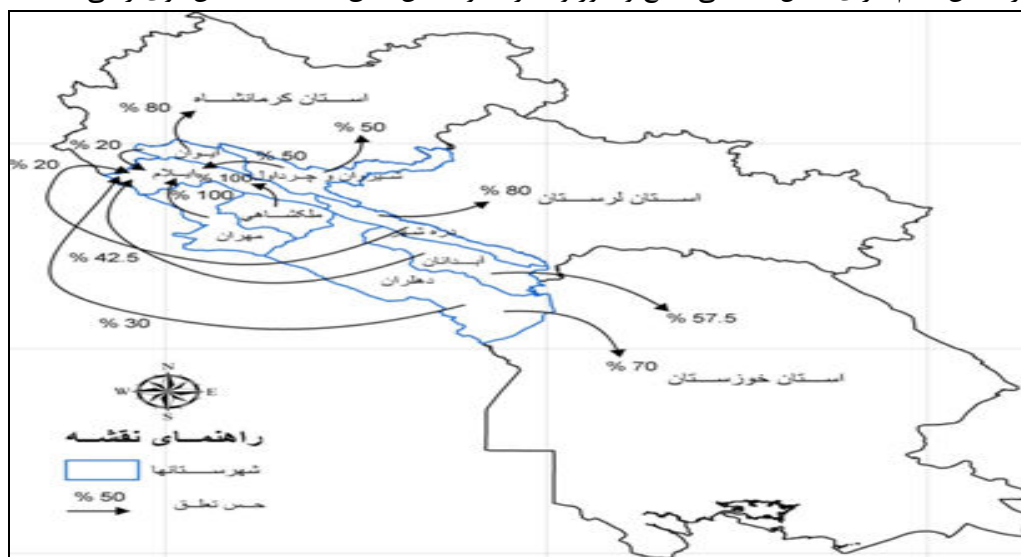 استان کرمانشاه
% 80
% 50
% 20
ایوان
% 50
% 20
شیروان و چرداول
% 100
ایلام
% 100
% 80
استان لرستان
ملکشاهی
دره شهر
مهران
آبدانان
% 42.5
دهلران
% 57.5
% 30
% 70
استان خوزستان
N
W
E
S
راهنمای نقشه
شهرستانها
% 50
حس تعلق